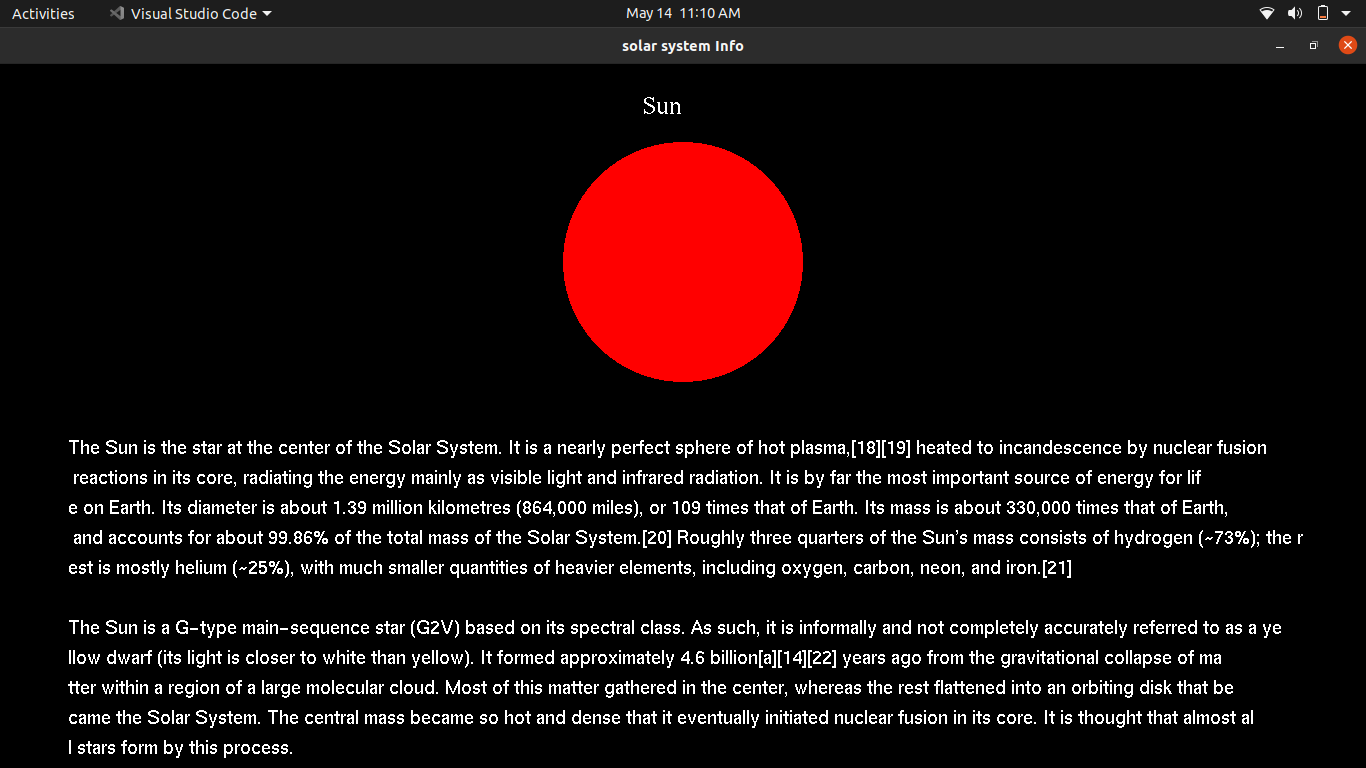 Activities Visual Studio Code May 14 11:10 AM
solar system Info
Sun
The Sun is the star at the center of the Solar System. It is a nearly perfect sphere of hot plasma,[18][19] heated to incandescence by nuclear fusion
reactions in its core, radiating the energy mainly as visible light and infrared radiation. It is by far the most important source of energy for lif
e on Earth. Its diameter is about 1.39 million kilometres (864,000 miles), or 109 times that of Earth. Its mass is about 330,000 times that of Earth,
and accounts for about 99.86% of the total mass of the Solar System.[20] Roughly three quarters of the Sun's mass consists of hydrogen (~73%); the r
est is mostly helium (~25%), with much smaller quantities of heavier elements, including oxygen, carbon, neon, and iron.[21]
The Sun is a G-type main-sequence star (G2V) based on its spectral class. As such, it is informally and not completely accurately referred to as a ye
llow dwarf (its light is closer to white than yellow). It formed approximately 4.6 billion[a][14][22] years ago from the gravitational collapse of ma
tter within a region of a large molecular cloud. Most of this matter gathered in the center, whereas the rest flattened into an orbiting disk that be
came the Solar System. The central mass became so hot and dense that it eventually initiated nuclear fusion in its core. It is thought that almost al
l stars form by this process.